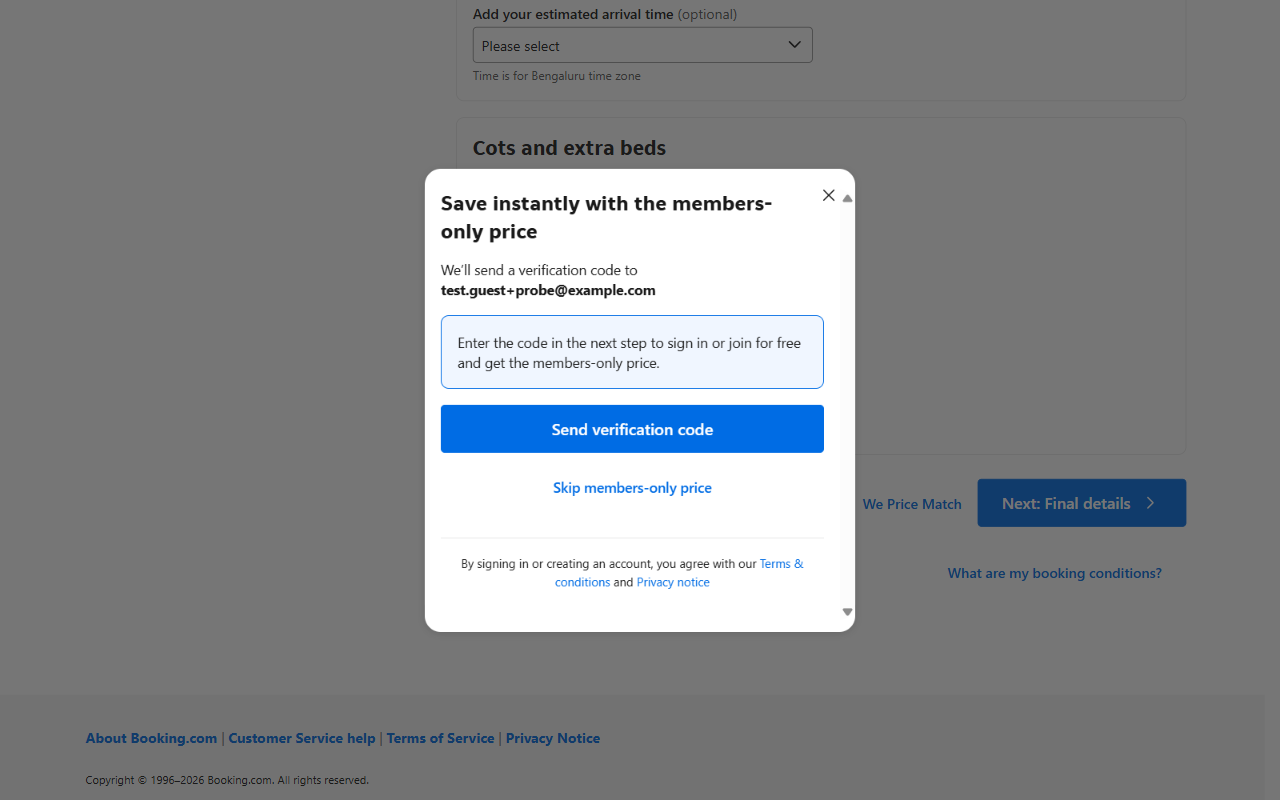 Add your estimated arrival time (optional)
Please select
Time is for Bengaluru time zone
Cots and extra beds
Save instantly with the members-
only price
We'll send a verification code to
test.guest+probe@example.com
Enter the code in the next step to sign in or join for free
and get the members-only price.
Send verification code
Skip members-only price
We Price Match
Next: Final details
By signing in or creating an account, you agree with our Terms &
conditions and Privacy notice
What are my booking conditions?
About Booking.com | Customer Service help | Terms of Service | Privacy Notice
Copyright © 1996–2026 Booking.com. All rights reserved.